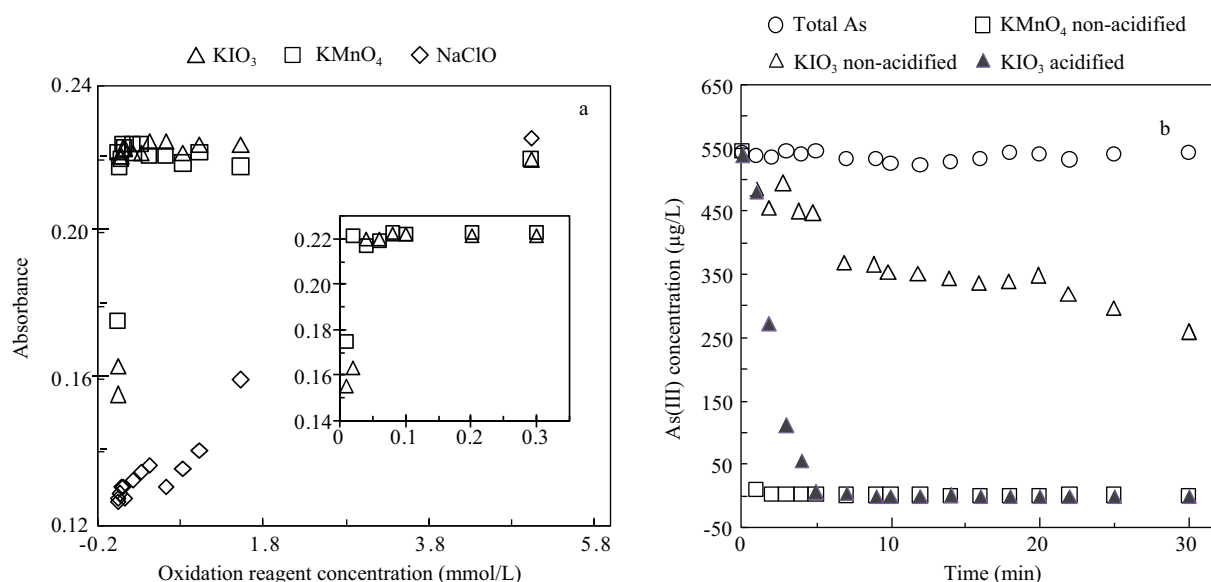 KIO3 KMnO4 NaClO
0.24
a
0.20
0.16
0.12
-0.2 1.8 3.8 5.8
Absorbance
Oxidation reagent concentration (mmol/L)
0.22
0.20
0.18
0.16
0.14
0 0.1 0.2 0.3
Total As KMnO4 non-acidified
KIO3 non-acidified KIO3 acidified
650
b
550
450
350
250
150
50
-50
0 10 20 30
As(III) concentration (μg/L)
Time (min)